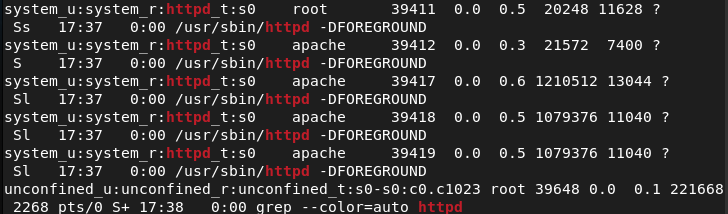 system_u:system_r:httpd_t:s0    root       39411  0.0  0.5  20248 11628 ?
 Ss   17:37   0:00 /usr/sbin/httpd -DFOREGROUND
system_u:system_r:httpd_t:s0    apache     39412  0.0  0.3  21572  7400 ?
 S    17:37   0:00 /usr/sbin/httpd -DFOREGROUND
system_u:system_r:httpd_t:s0    apache     39417  0.0  0.6 1210512 13044 ?
 Sl   17:37   0:00 /usr/sbin/httpd -DFOREGROUND
system_u:system_r:httpd_t:s0    apache     39418  0.0  0.5 1079376 11040 ?
 Sl   17:37   0:00 /usr/sbin/httpd -DFOREGROUND
system_u:system_r:httpd_t:s0    apache     39419  0.0  0.5 1079376 11040 ?
 Sl   17:37   0:00 /usr/sbin/httpd -DFOREGROUND
unconfined_u:unconfined_r:unconfined_t:s0-s0:c0.c1023 root 39648 0.0  0.1 221668
 2268 pts/0 S+ 17:38   0:00 grep --color=auto httpd